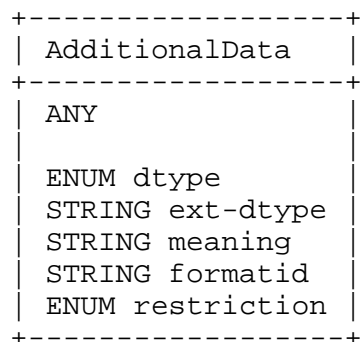 +------------------+
| AdditionalData   |
+------------------+
| ANY              |
|                  |
| ENUM dtype       |
| STRING ext-dtype |
| STRING meaning   |
| STRING formatid  |
| ENUM restriction |
+------------------+